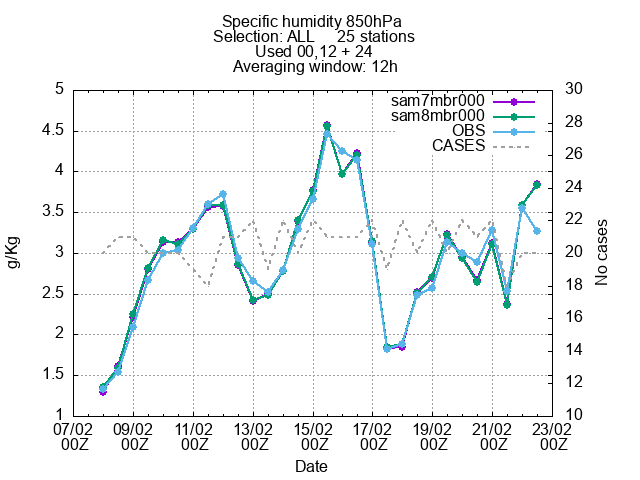 Specific humidity 850hPa
Selection: ALL 25 stations
Used 00,12 + 24
Averaging window: 12h
sam7mbr000
sam8mbr000
OBS
CASES
5
4.5
4
3.5
3
2.5
2
1.5
1
g/Kg
30
28
26
24
22
20
18
16
14
12
10
No cases
07/02 09/02 11/02 13/02 15/02 17/02 19/02 21/02 23/02
00Z 00Z 00Z 00Z 00Z 00Z 00Z 00Z 00Z
Date